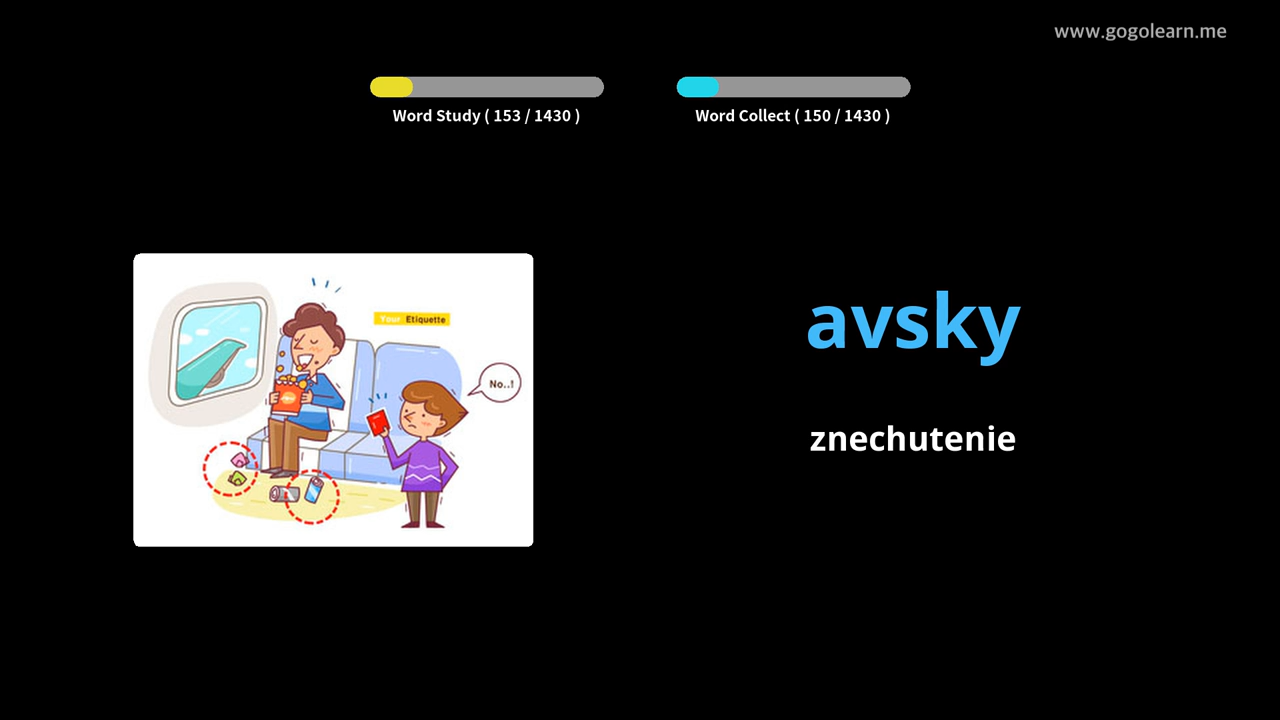 www.gogolearn.me
Word Study ( 153 / 1430 )
Word Collect ( 150 / 1430 )
Your Etiquette
No..!
avsky
znechutenie